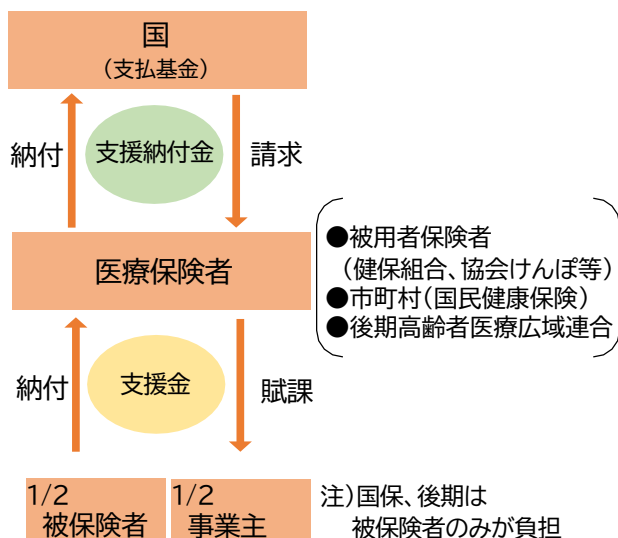 国
（支払基金）
納付
支援納付金
請求
医療保険者
●被用者保険者
（健保組合、協会けんぽ等）
●市町村（国民健康保険）
●後期高齢者医療広域連合
納付
支援金
賦課
1/2
被保険者
1/2
事業主
注）国保、後期は
被保険者のみが負担